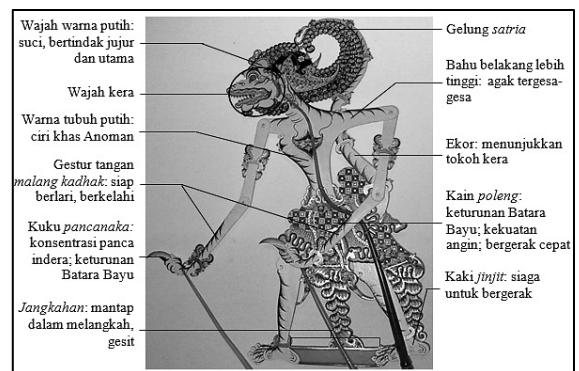 Wajah warna putih:
suci, bertindak jujur
dan utama
Wajah kera
Warna tubuh putih:
ciri khas Anoman
Gestur tangan
malang kadhak: siap
berlari, berkelahi
Kuku pancanaka:
konsentrasi panca
indera; keturunan
Batara Bayu
Jangkahan: mantap
dalam melangkah,
gesit
Gelung satria
Bahu belakang lebih
tinggi: agak tergesa-
gesa
Ekor: menunjukkan
tokoh kera
Kain poleng:
keturunan Batara
Bayu; kekuatan
angin; bergerak cepat
Kaki jinjit: siaga
untuk bergerak